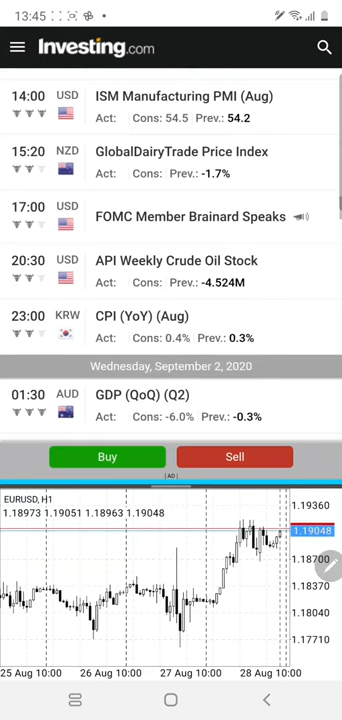 13:45
Investing.com
14:00 USD ISM Manufacturing PMI (Aug)
Act: Cons: 54.5 Prev.: 54.2
15:20 NZD GlobalDairyTrade Price Index
Act: Cons: Prev.: -1.7%
17:00 USD FOMC Member Brainard Speaks
20:30 USD API Weekly Crude Oil Stock
Act: Cons: Prev.: -4.524M
23:00 KRW CPI (YoY) (Aug)
Act: Cons: 0.4% Prev.: 0.3%
Wednesday, September 2, 2020
01:30 AUD GDP (QoQ) (Q2)
Act: Cons: -6.0% Prev.: -0.3%
Buy Sell
|AD|
EURUSD, H1
1.18973 1.19051 1.18963 1.19048
1.19360
1.19048
1.18700
1.18370
1.18040
1.17710
25 Aug 10:00 26 Aug 10:00 27 Aug 10:00 28 Aug 10:00